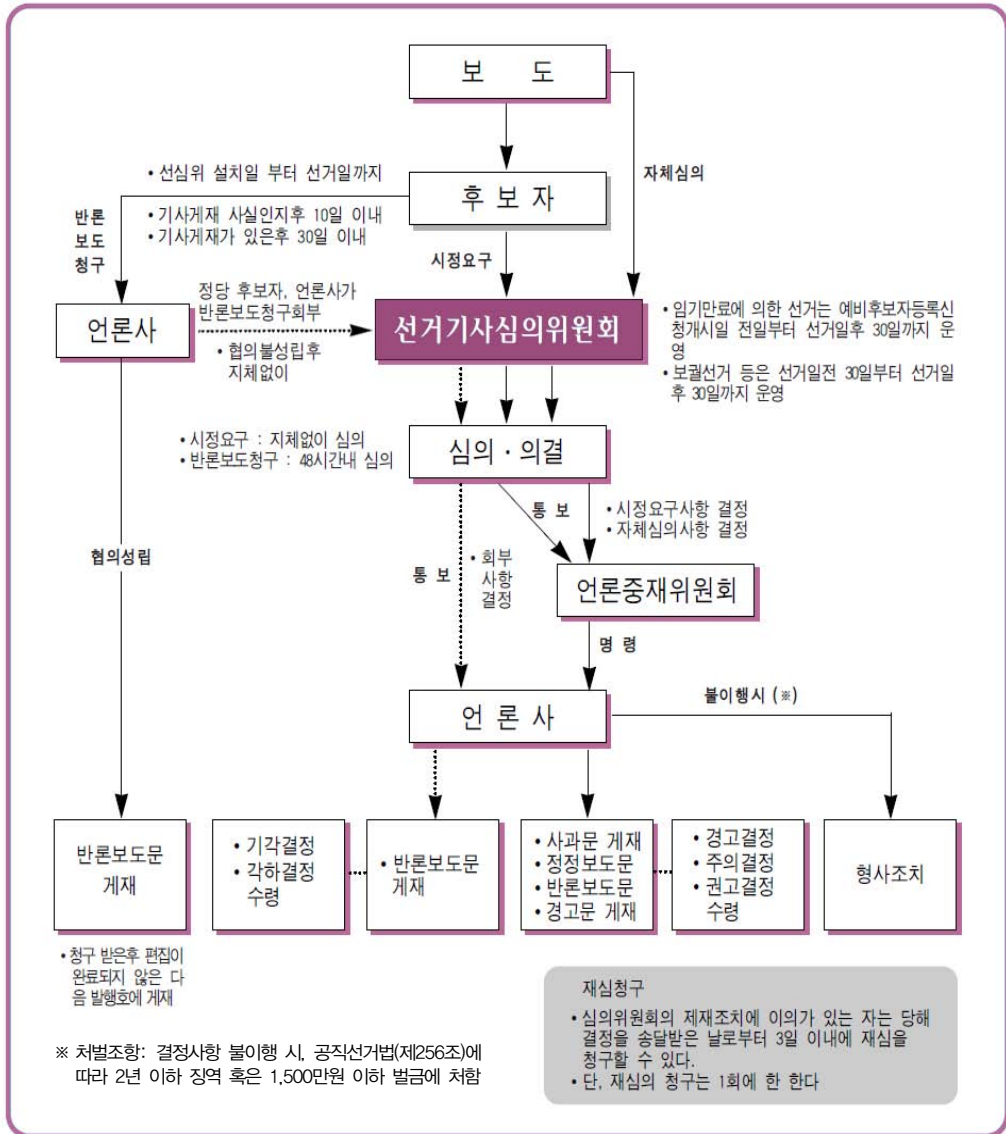 보 도
• 선심위 설치일 부터 선거일까지
자체심의
후 보 자
반론
보도
청구
• 기사게재 사실인지후 10일 이내
• 기사게재가 있은후 30일 이내
시정요구
정당 후보자, 언론사가
반론보도청구회부
언론사
• 협의불성립후
지체없이
선거기사심의위원회
• 임기만료에 의한 선거는 예비후보자등록신
청개시일 전일부터 선거일후 30일까지 운
영
• 보궐선거 등은 선거일전 30일부터 선거일
후 30일까지 운영
• 시정요구 : 지체없이 심의
• 반론보도청구 : 48시간내 심의
심의 · 의결
통 보
• 시정요구사항 결정
• 자체심의사항 결정
협의성립
통 보
• 회부
사항
결정
언론중재위원회
명 령
언 론 사
불이행시 (※)
반론보도문
게재
• 기각결정
• 각하결정
수령
• 반론보도문
게재
• 사과문 게재
• 정정보도문
• 반론보도문
• 경고문 게재
• 경고결정
• 주의결정
• 권고결정
수령
형사조치
• 청구 받은후 편집이
완료되지 않은 다
음 발행호에 게재
재심청구
• 심의위원회의 제재조치에 이의가 있는 자는 당해
결정을 송달받은 날로부터 3일 이내에 재심을
청구할 수 있다.
• 단, 재심의 청구는 1회에 한 한다
※ 처벌조항: 결정사항 불이행 시, 공직선거법(제256조)에
따라 2년 이하 징역 혹은 1,500만원 이하 벌금에 처함